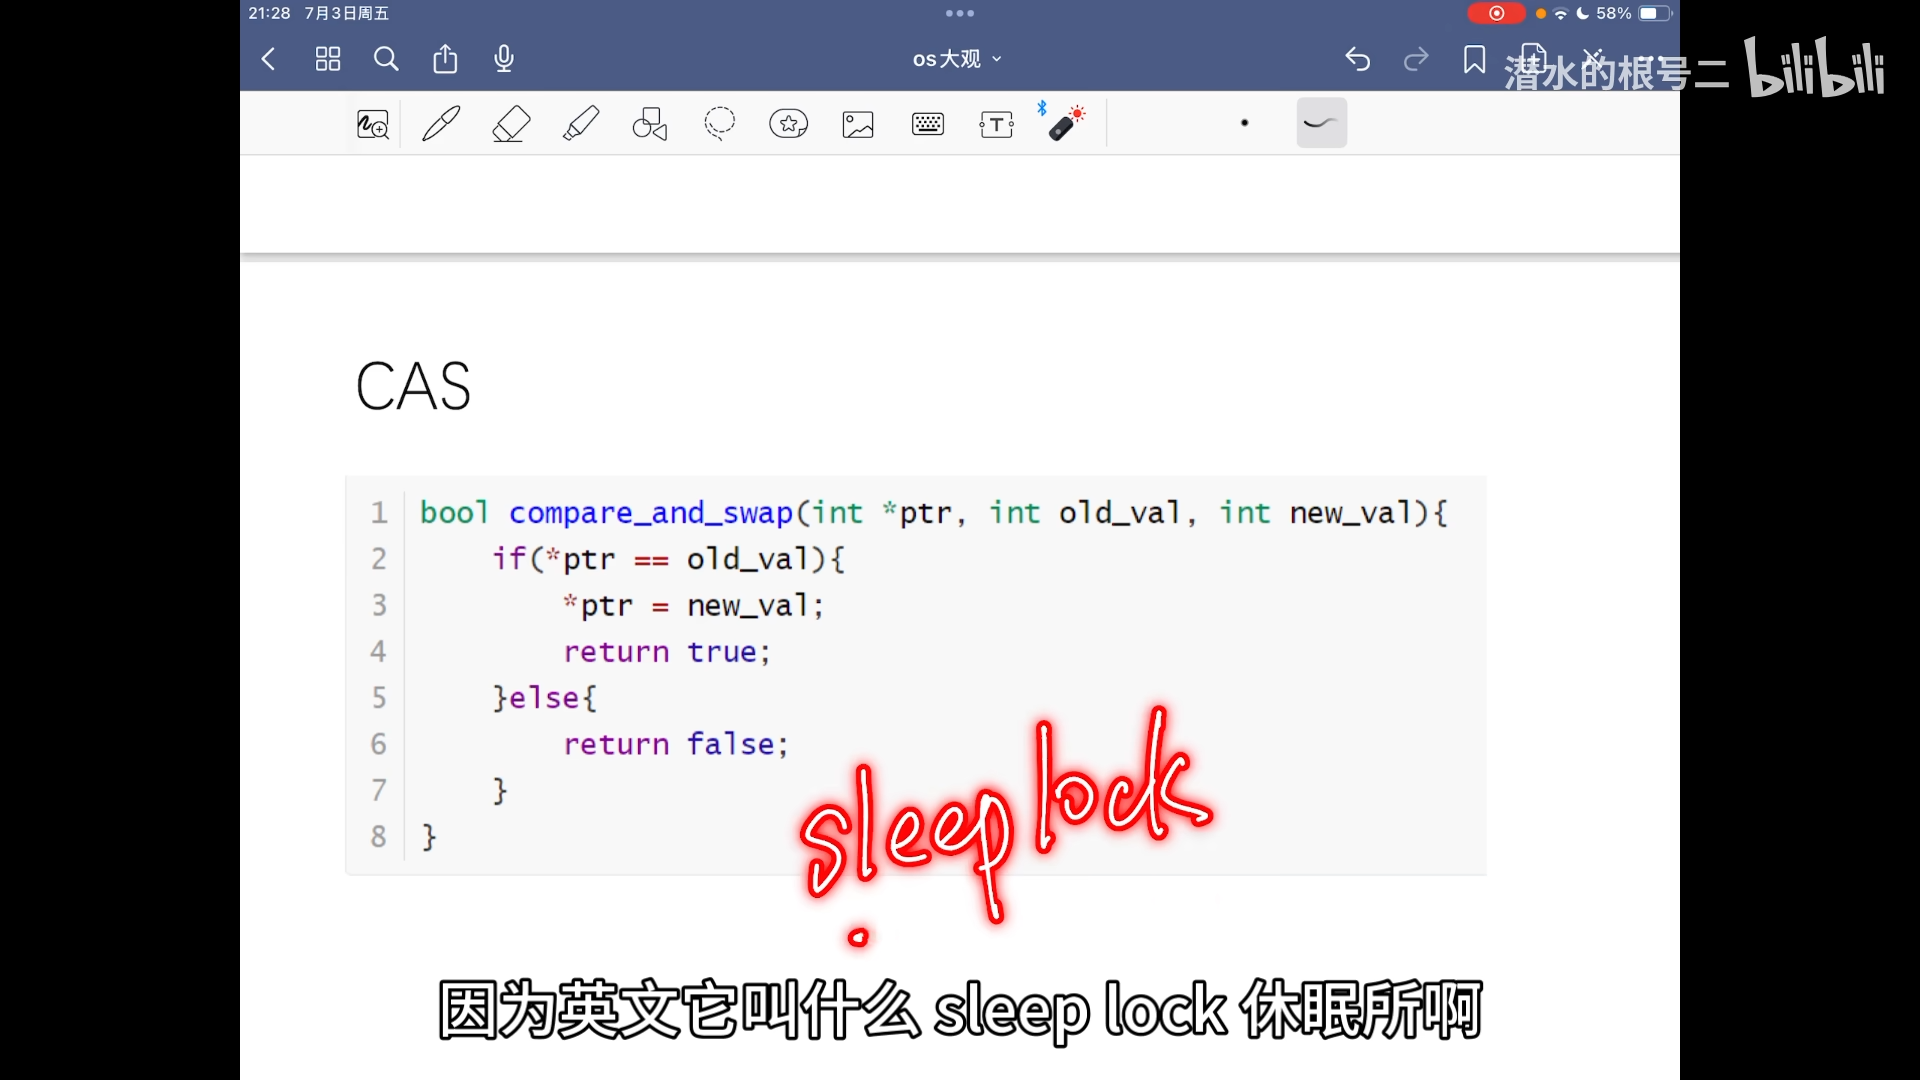 21:28 7月3日周五
58%
os大观
潜水的根号二 bilibili
T
CAS
1 bool compare_and_swap(int *ptr, int old_val, int new_val){
2 if(*ptr == old_val){
3 *ptr = new_val;
4 return true;
5 }else{
6 return false;
7 }
8 }
sleep lock
因为英文它叫什么 sleep lock 休眠所啊